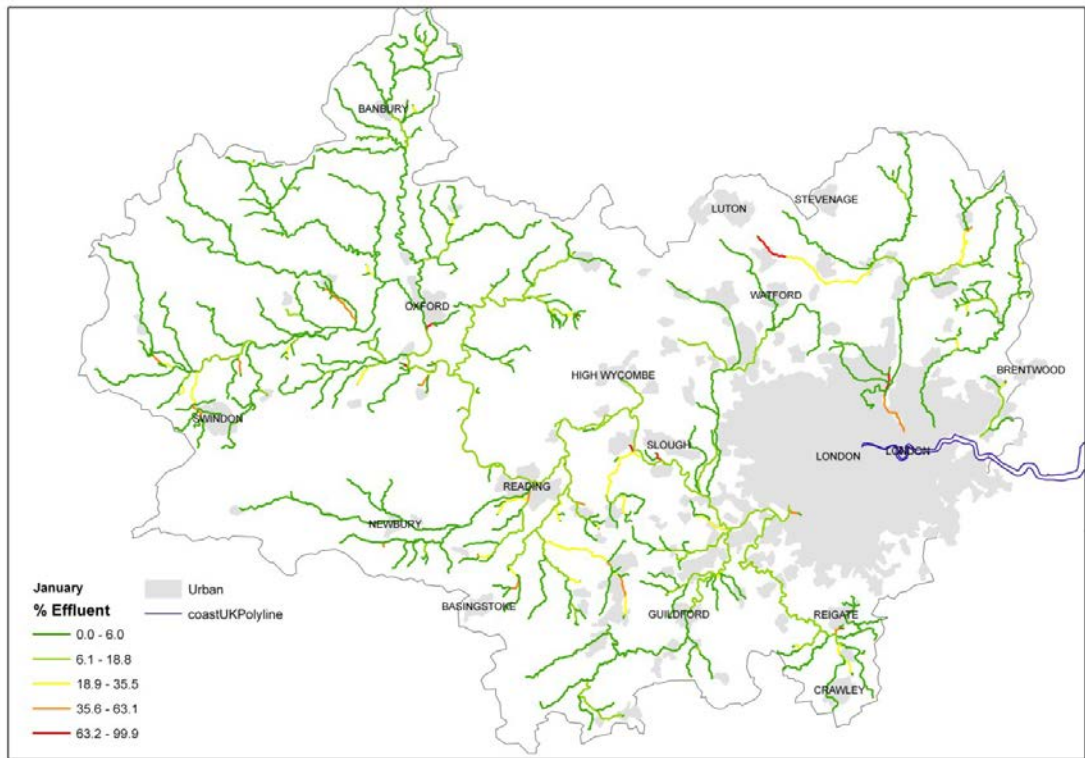 BANBURY
STEVENAGE
LUTON
OXFORD
WATFORD
HIGH WYCOMBE
BRENTWOOD
SWINDON
SLOUGH
LONDON
LONDON
READING
NEWBURY
BASINGSTOKE
GUILDFORD
REIGATE
CRAWLEY
January
% Effluent
0.0 - 6.0
6.1 - 18.8
18.9 - 35.5
35.6 - 63.1
63.2 - 99.9
Urban
coastUKPolyline